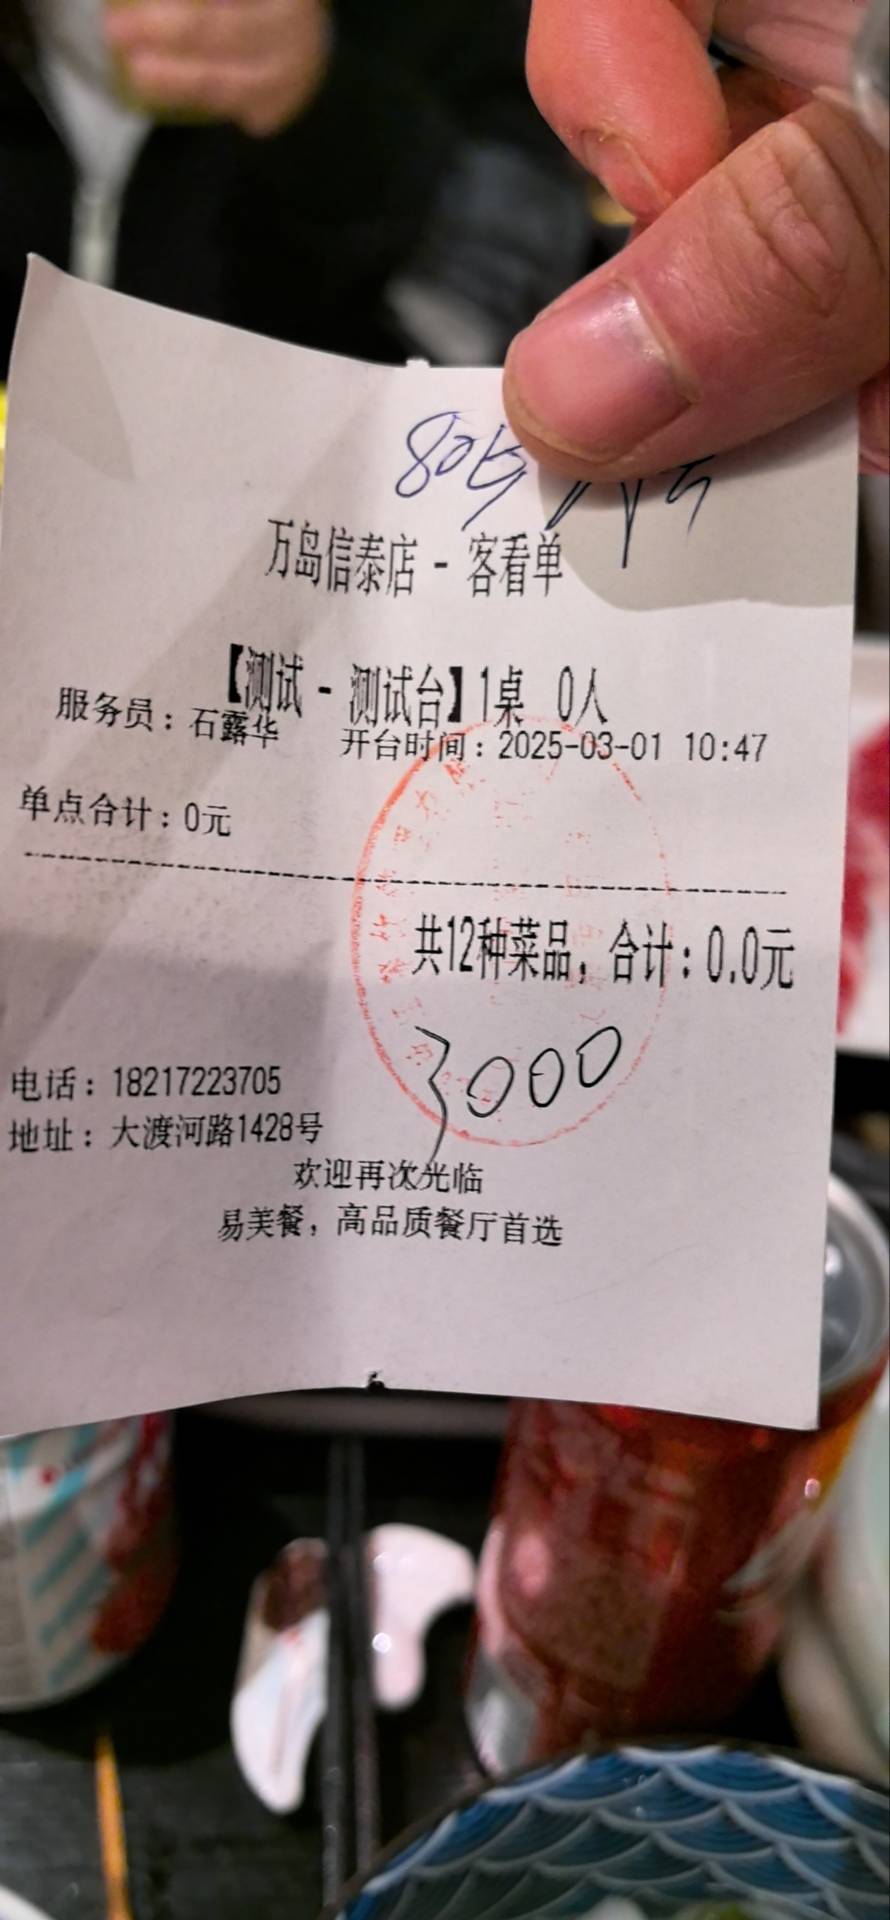 万岛信泰店 - 客看单
【测试 - 测试台】1桌 0人
服务员：石露华 开台时间：2025-03-01 10:47
单点合计：0元
共12种菜品，合计：0.0元
3000
电话：18217223705
地址：大渡河路1428号
欢迎再次光临
易美餐，高品质餐厅首选